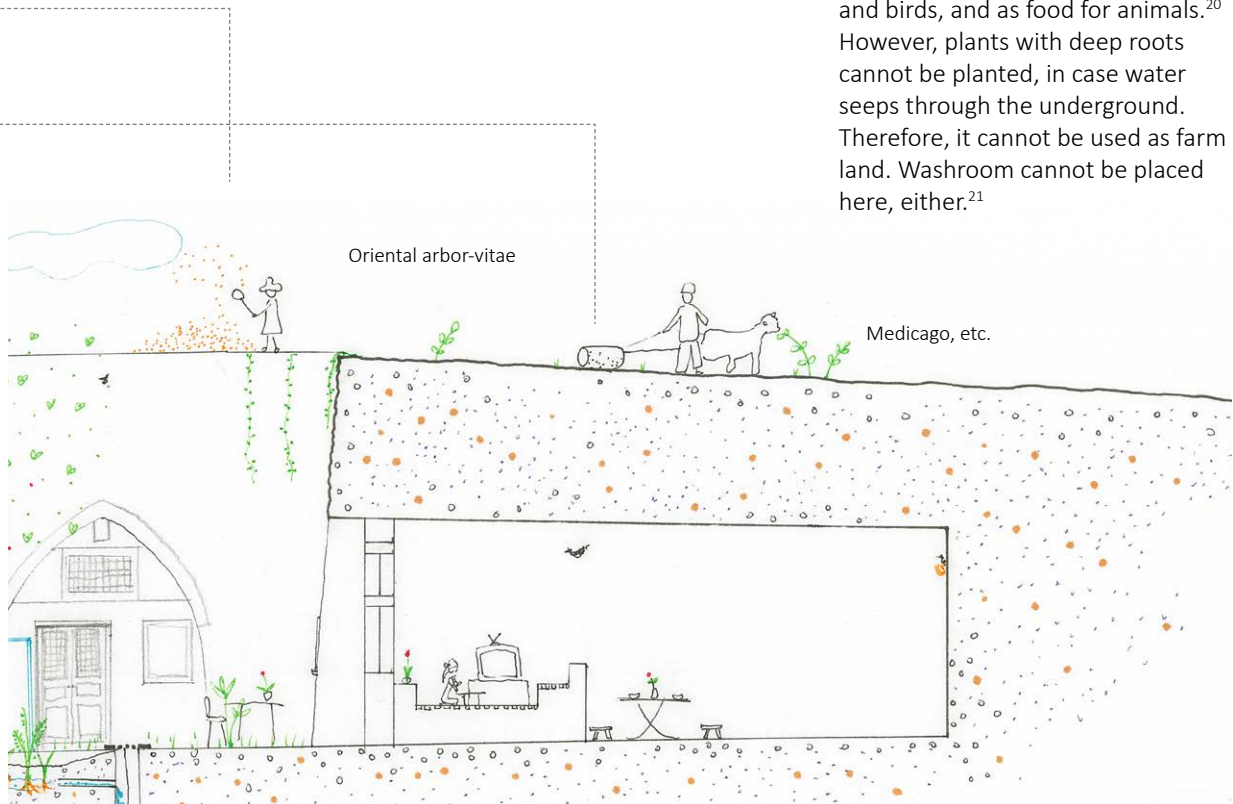 and birds, and as food for animals.20
However, plants with deep roots
cannot be planted, in case water
seeps through the underground.
Therefore, it cannot be used as farm
land. Washroom cannot be placed
here, either.21
Oriental arbor-vitae
Medicago, etc.